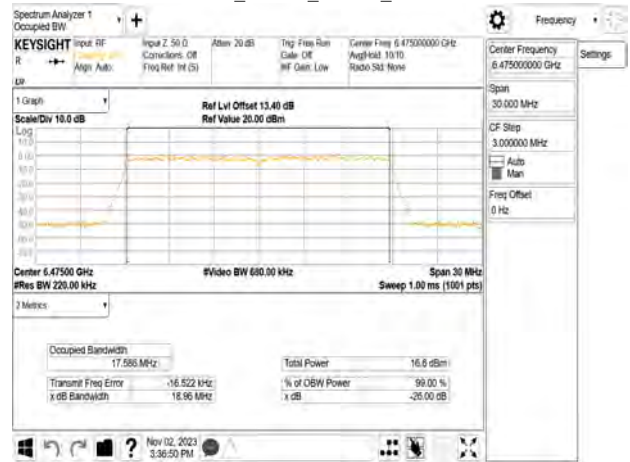 Spectrum Analyzer 1
Occupied BW
Frequency
KEYSIGHT
R
Input: RF
Align: Auto
Input Z: 50 Ω
Corrections: Off
Freq Ref: Int (S)
Atten: 20 dB
Trig: Free Run
Gate: Off
#IF Gain: Low
Center Freq: 6.475000000 GHz
Avg|Hold: 10/10
Radio Std: None
Settings
Center Frequency
6.475000000 GHz
Span
30.000 MHz
CF Step
3.000000 MHz
Auto
Man
Freq Offset
0 Hz
1 Graph
Scale/Div 10.0 dB
Ref Lvl Offset 13.40 dB
Ref Value 20.00 dBm
Log
10.0
0.00
Center 6.47500 GHz
#Res BW 220.00 kHz
#Video BW 680.00 kHz
Span 30 MHz
Sweep 1.00 ms (1001 pts)
2 Metrics
Occupied Bandwidth
17.586 MHz
Total Power
16.6 dBm
Transmit Freq Error
-16.522 kHz
% of OBW Power
99.00 %
x dB Bandwidth
18.96 MHz
x dB
-26.00 dB
?
Nov 02, 2023
3:36:50 PM